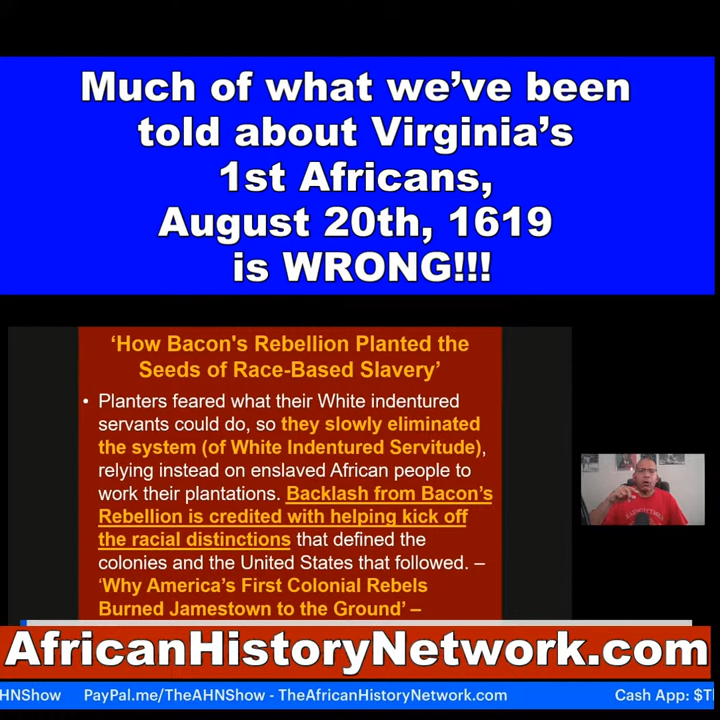 Much of what we've been
told about Virginia's
1st Africans,
August 20th, 1619
is WRONG!!!
'How Bacon's Rebellion Planted the
Seeds of Race-Based Slavery'
• Planters feared what their White indentured
servants could do, so they slowly eliminated
the system (of White Indentured Servitude),
relying instead on enslaved African people to
work their plantations. Backlash from Bacon's
Rebellion is credited with helping kick off
the racial distinctions that defined the
colonies and the United States that followed. –
'Why America's First Colonial Rebels
Burned Jamestown to the Ground' –
AfricanHistoryNetwork.com
HNShow PayPal.me/TheAHNShow - TheAfricanHistoryNetwork.com Cash App: $T